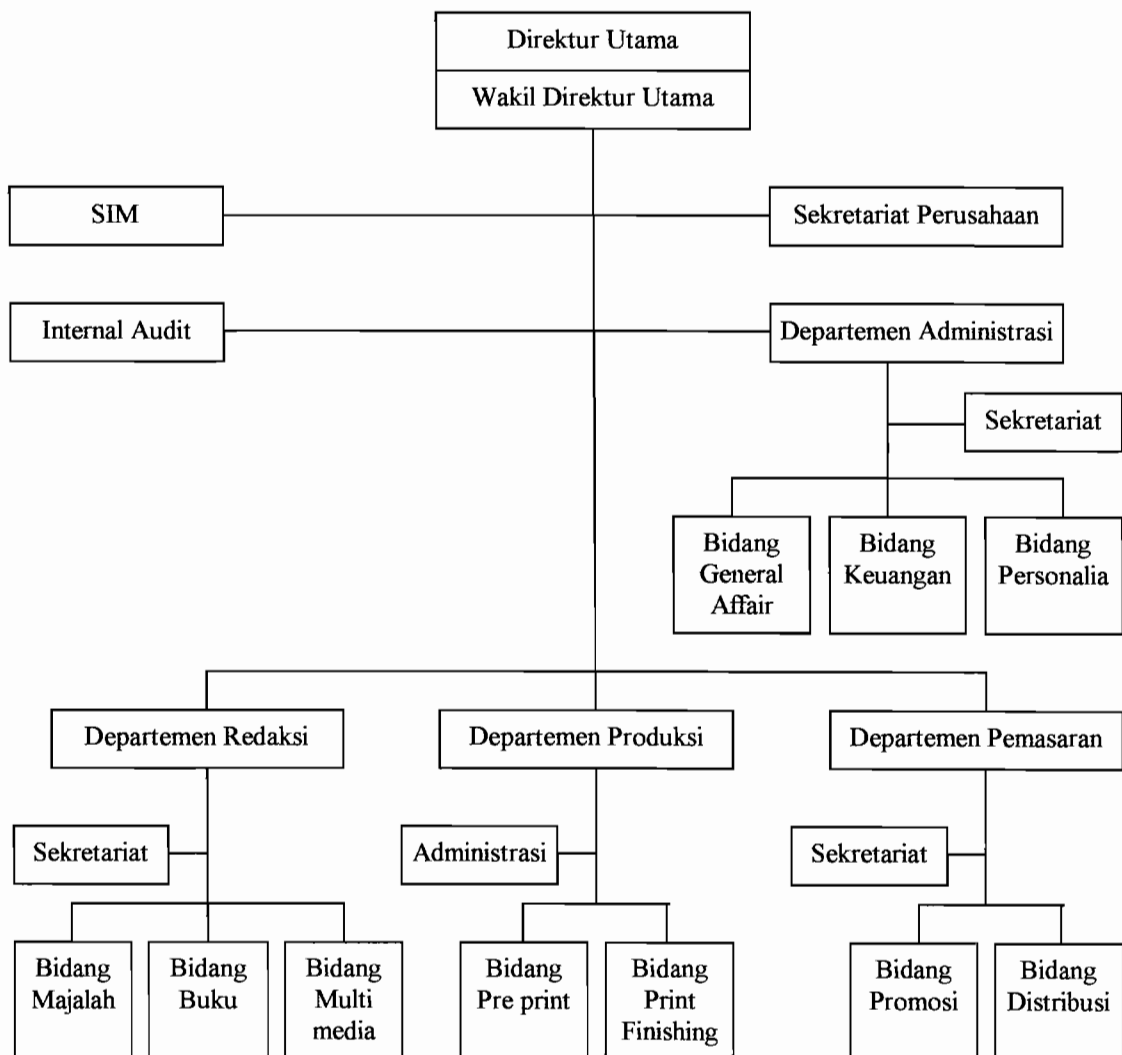 Direktur Utama
Wakil Direktur Utama
SIM
Sekretariat Perusahaan
Internal Audit
Departemen Administrasi
Sekretariat
Bidang
General
Affair
Bidang
Keuangan
Bidang
Personalia
Departemen Redaksi
Departemen Produksi
Departemen Pemasaran
Sekretariat
Administrasi
Sekretariat
Bidang
Majalah
Bidang
Buku
Bidang
Multi
media
Bidang
Pre print
Bidang
Print
Finishing
Bidang
Promosi
Bidang
Distribusi